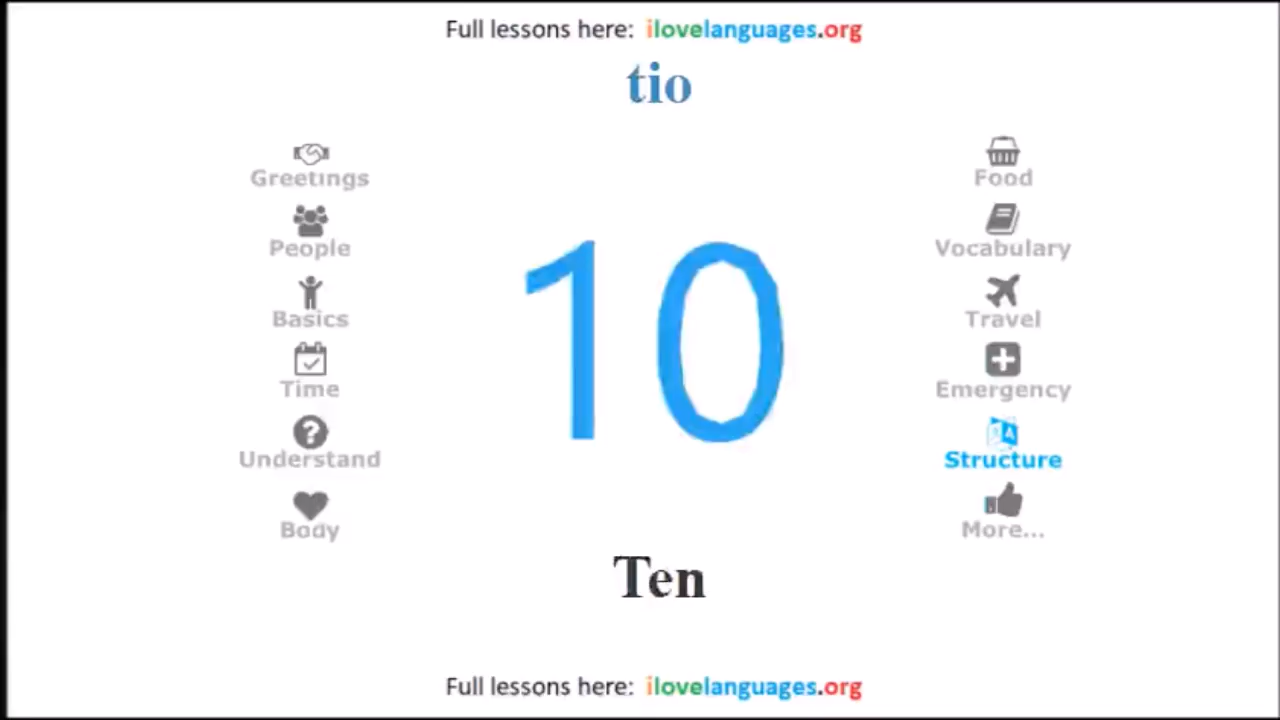 Full lessons here: ilovelanguages.org
tio
Greetings
People
Basics
Time
Understand
Body
10
Food
Vocabulary
Travel
Emergency
Structure
More...
Ten
Full lessons here: ilovelanguages.org